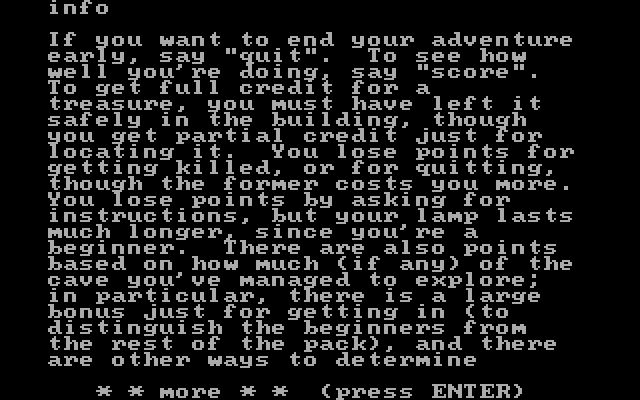 info
If you want to end your adventure
early, say "quit".  To see how
well you're doing, say "score".
To get full credit for a
treasure, you must have left it
safely in the building, though
you get partial credit just for
locating it.  You lose points for
getting killed, or for quitting,
though the former costs you more.
You lose points by asking for
instructions, but your lamp lasts
much longer, since you're a
beginner.  There are also points
based on how much (if any) of the
cave you've managed to explore;
in particular, there is a large
bonus just for getting in (to
distinguish the beginners from
the rest of the pack), and there
are other ways to determine
* * more * *  (press ENTER)